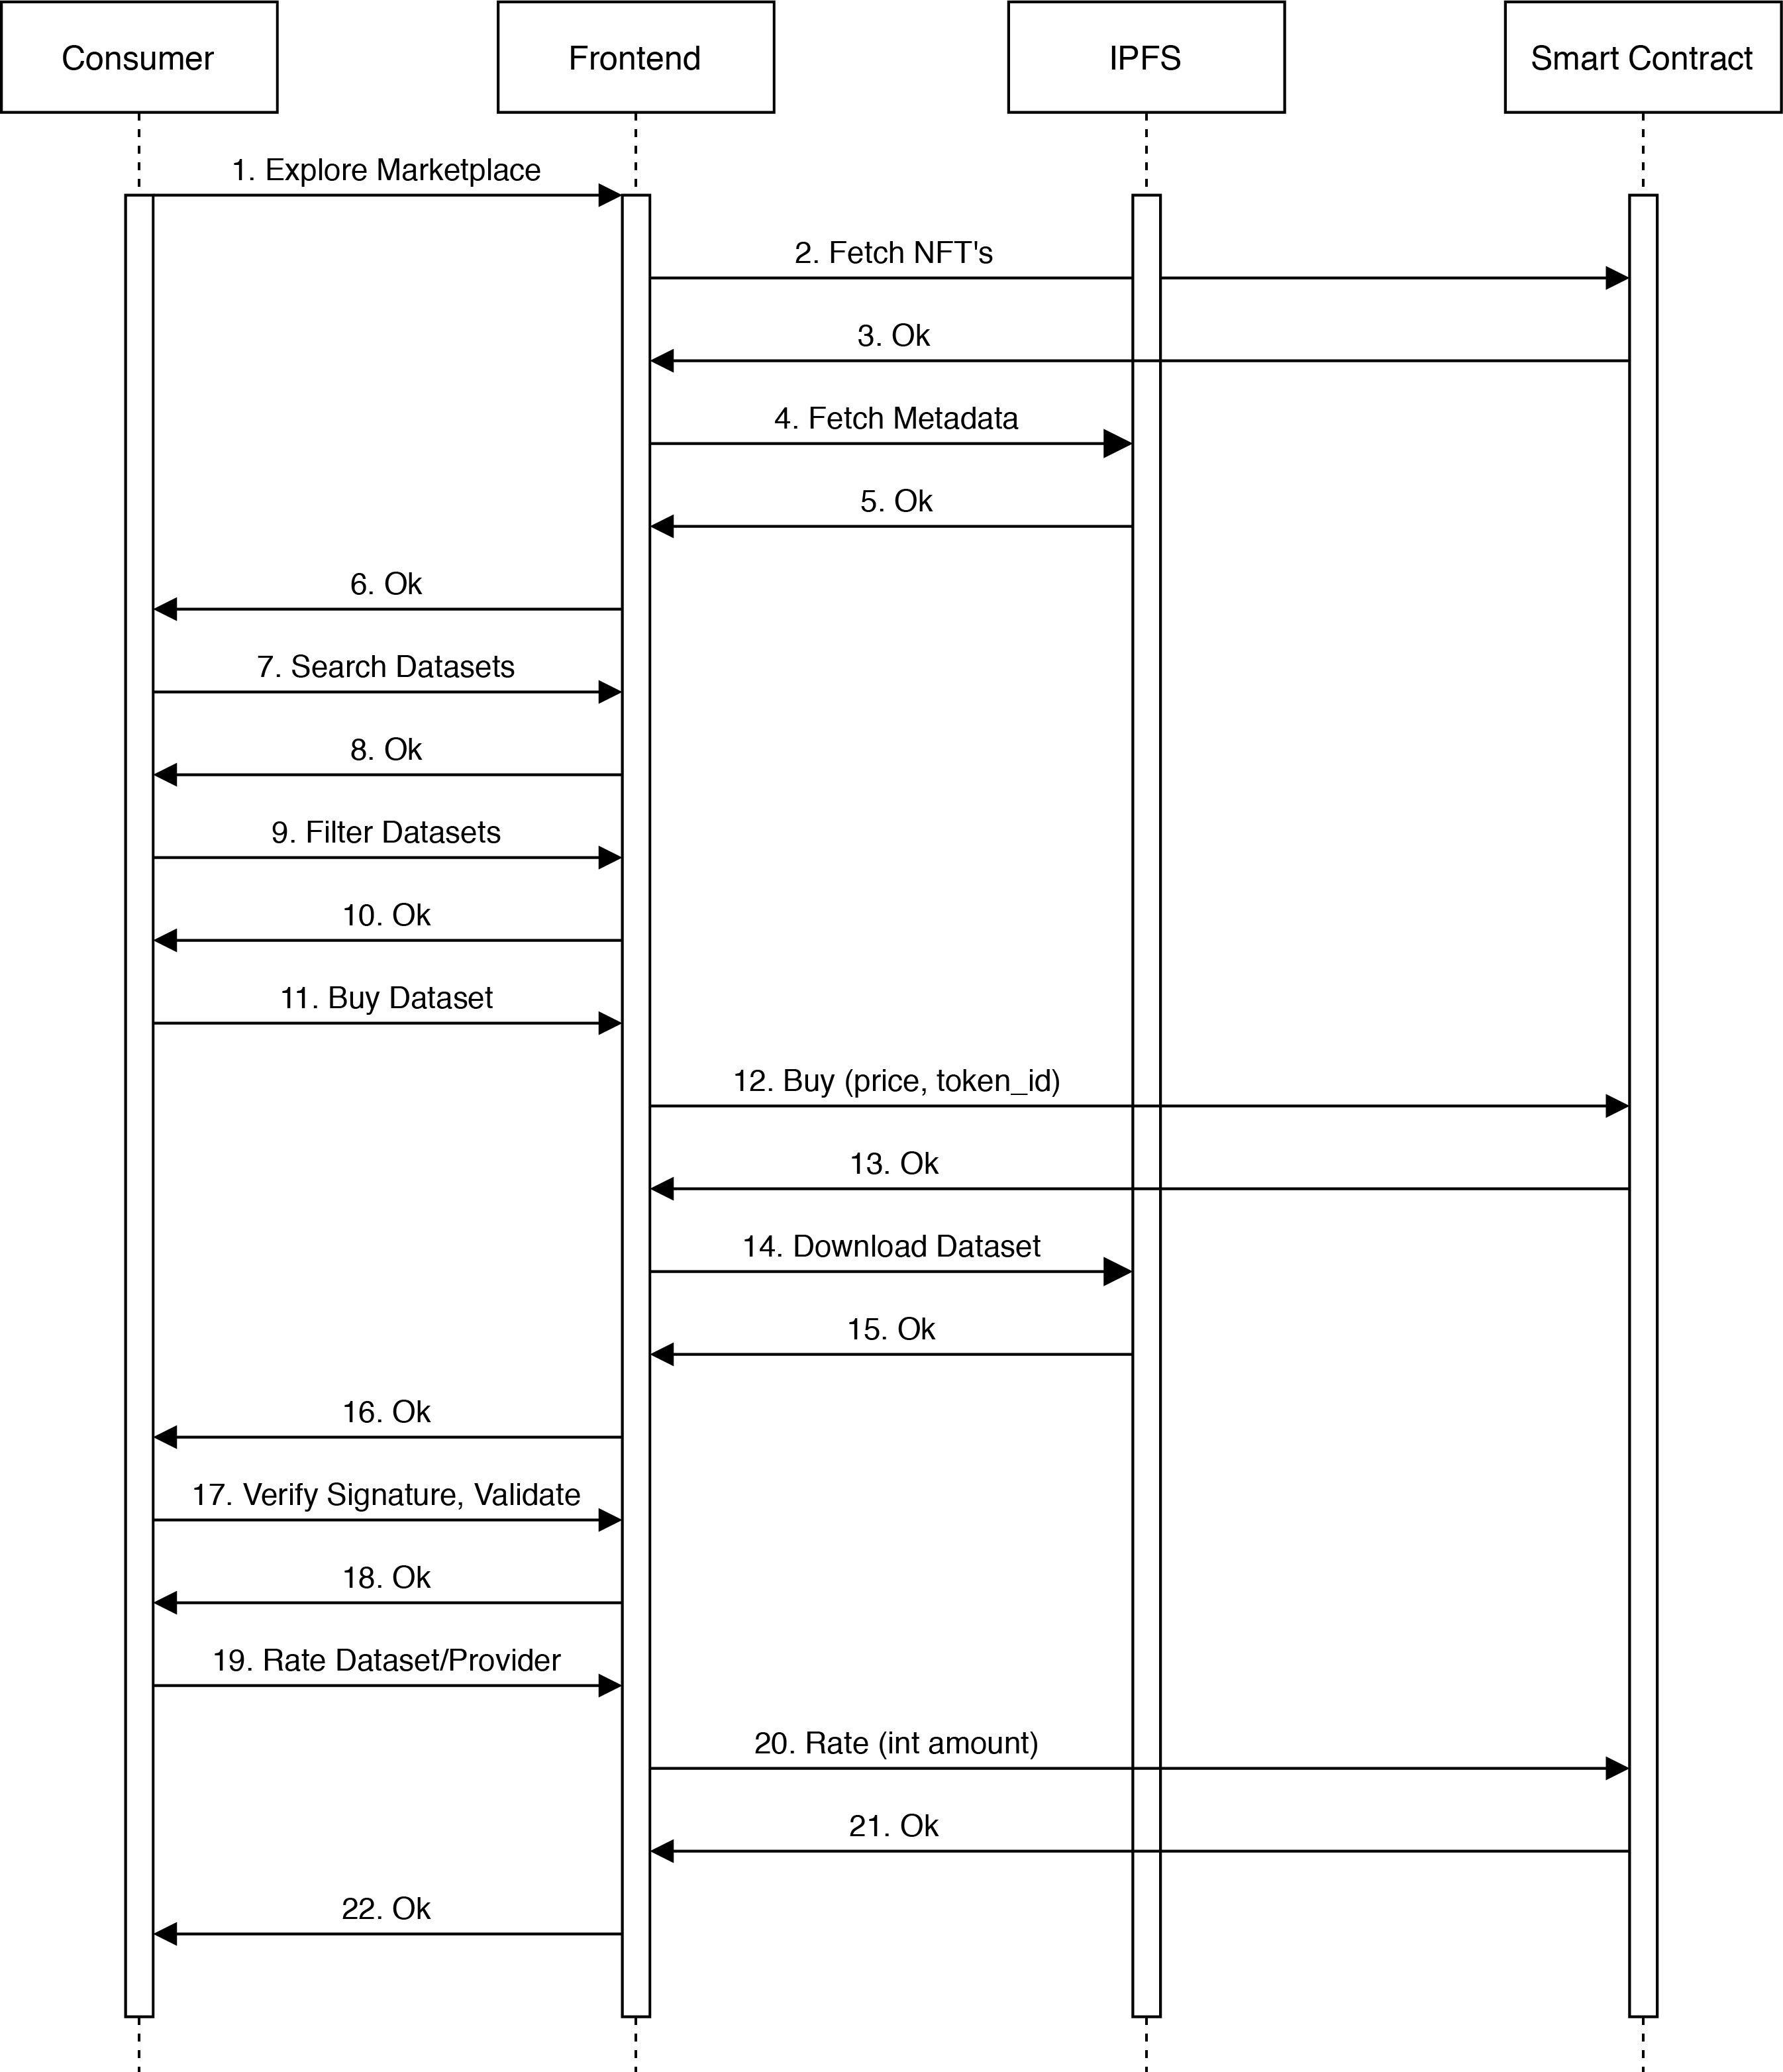 Consumer
Frontend
IPFS
Smart Contract
1. Explore Marketplace
2. Fetch NFT's
3. Ok
4. Fetch Metadata
5. Ok
6. Ok
7. Search Datasets
8. Ok
9. Filter Datasets
10. Ok
11. Buy Dataset
12. Buy (price, token_id)
13. Ok
14. Download Dataset
15. Ok
16. Ok
17. Verify Signature, Validate
18. Ok
19. Rate Dataset/Provider
20. Rate (int amount)
21. Ok
22. Ok